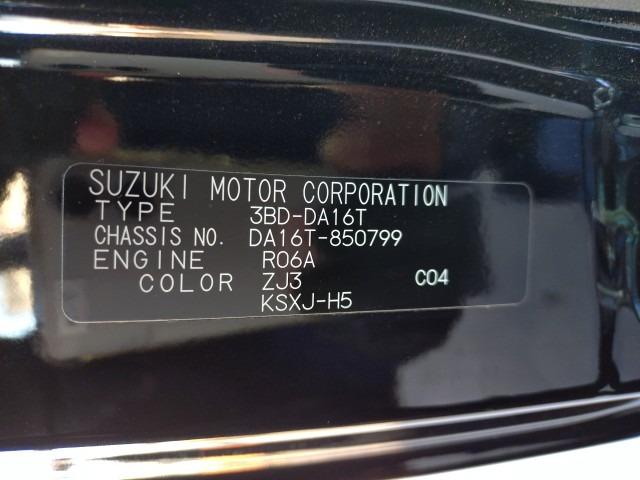 SUZUKI MOTOR CORPORATION
TYPE 3BD-DA16T
CHASSIS NO. DA16T-850799
ENGINE R06A
COLOR ZJ3 C04
KSXJ-H5